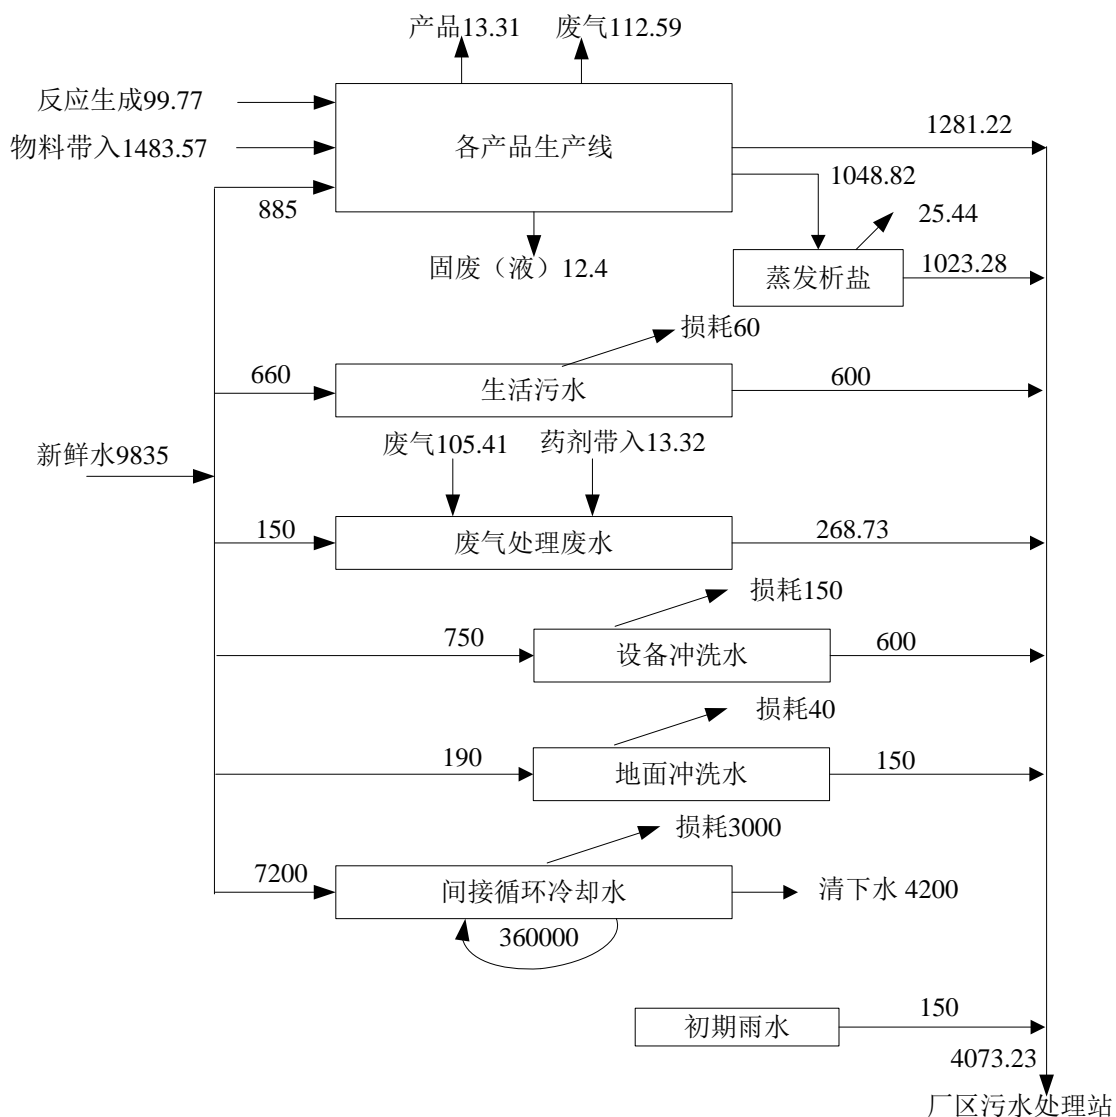 产品13.31
废气112.59
反应生成99.77
物料带入1483.57
885
各产品生产线
1281.22
1048.82
25.44
固废（液）12.4
蒸发析盐
1023.28
损耗60
660
生活污水
600
新鲜水9835
废气105.41
药剂带入13.32
150
废气处理废水
268.73
损耗150
750
设备冲洗水
600
损耗40
190
地面冲洗水
150
损耗3000
7200
间接循环冷却水
清下水 4200
360000
初期雨水
150
4073.23
厂区污水处理站